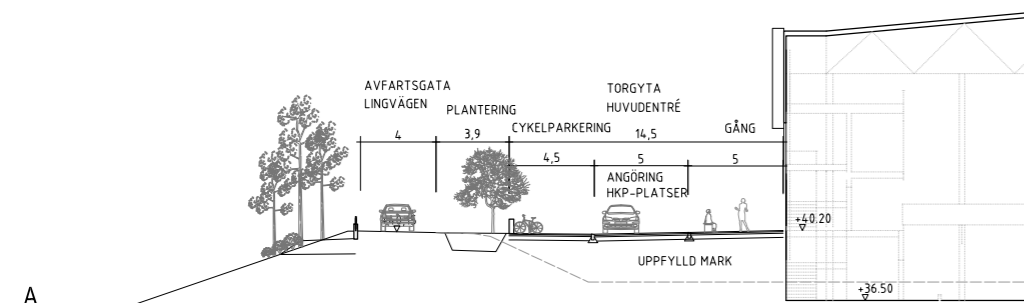 AVFARTSGATA
LINGVÄGEN
PLANTERING
TORGYTA
HUVUDENTRÉ
CYKELPARKERING
GÅNG
4
3,9
14,5
4,5
5
5
ANGÖRING
HKP-PLATSER
+40.20
UPPFYLLD MARK
+36.50
A